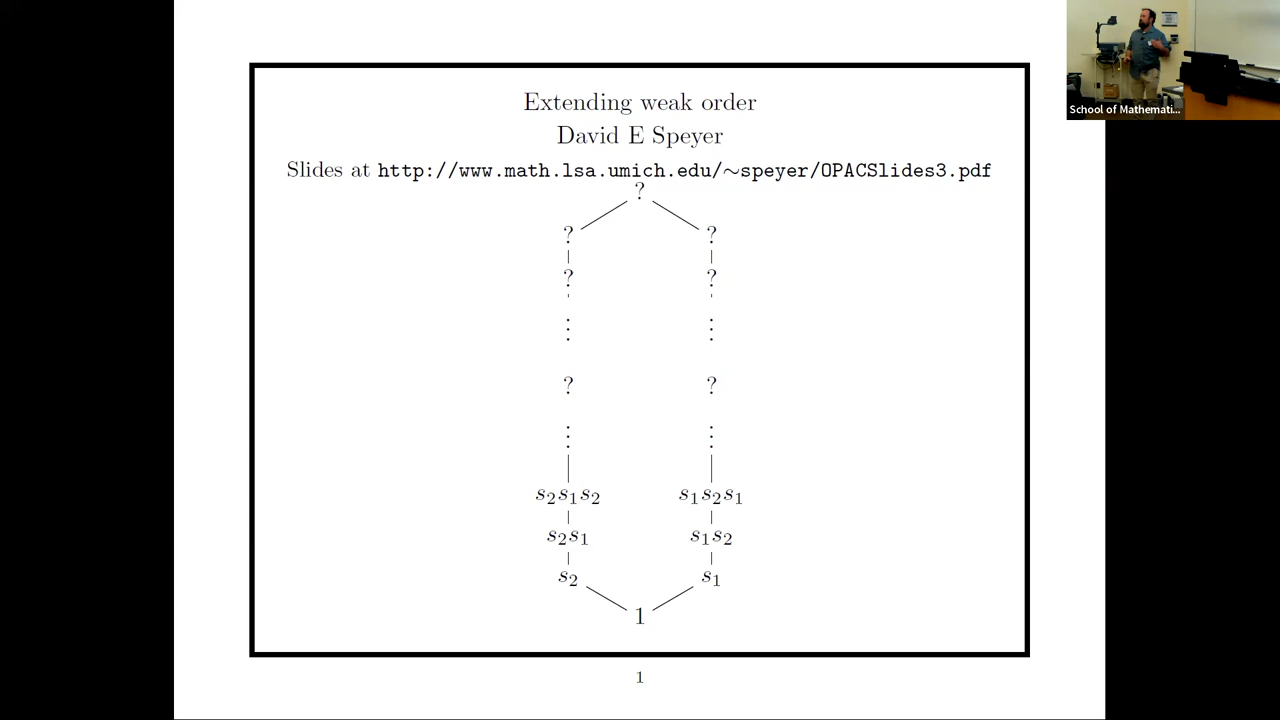 Extending weak order
David E Speyer
Slides at http://www.math.lsa.umich.edu/~speyer/OPACSlides3.pdf
?
? ?
? ?
⋮ ⋮
? ?
⋮ ⋮
s₂s₁s₂ s₁s₂s₁
s₂s₁ s₁s₂
s₂ s₁
1
1
School of Mathemati...